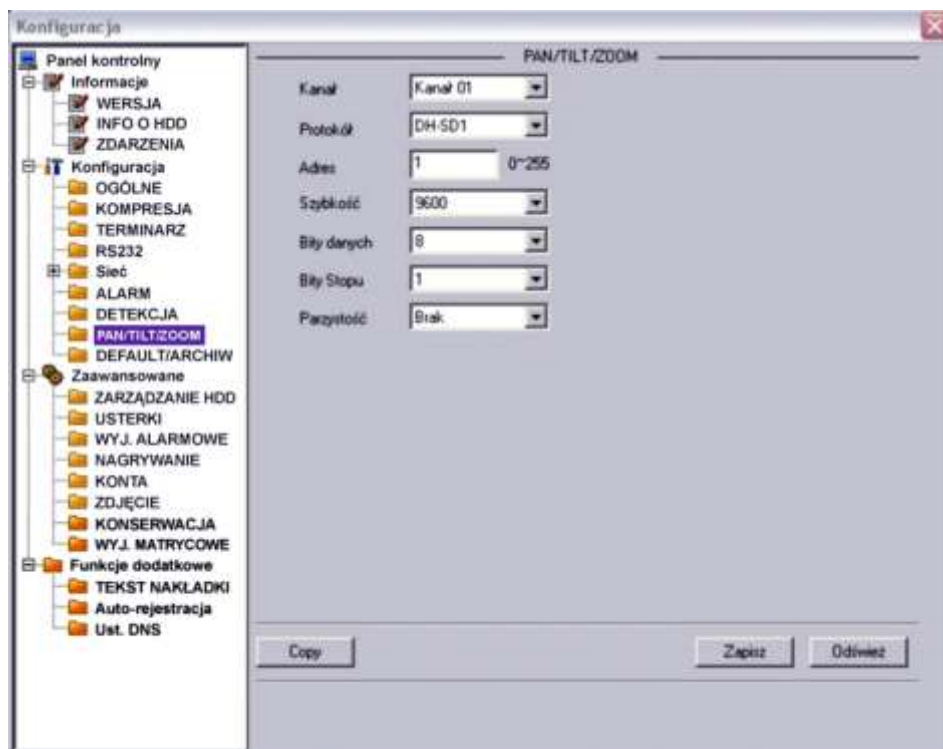 Konfiguracja
Panel kontrolny
Informacje
WERSJA
INFO O HDD
ZDARZENIA
Konfiguracja
OGÓLNE
KOMPRESJA
TERMINARZ
RS232
Sieć
ALARM
DETEKCJA
PAN/TILT/ZOOM
DEFAULT/ARCHIW
Zaawansowane
ZARZĄDZANIE HDD
USTERKI
WYJ. ALARMOWE
NAGRYWANIE
KONTA
ZDJĘCIE
KONSERWACJA
WYJ. MATRYCOWE
Funkcje dodatkowe
TEKST NAKŁADKI
Auto-rejestracja
Ust. DNS
PAN/TILT/ZOOM
Kanał Kanał 01
Protokół DH-SD1
Adres 1 0~255
Szybkość 9600
Bity danych 8
Bity Stopu 1
Parzystość Brak
Copy Zapisz Odśwież